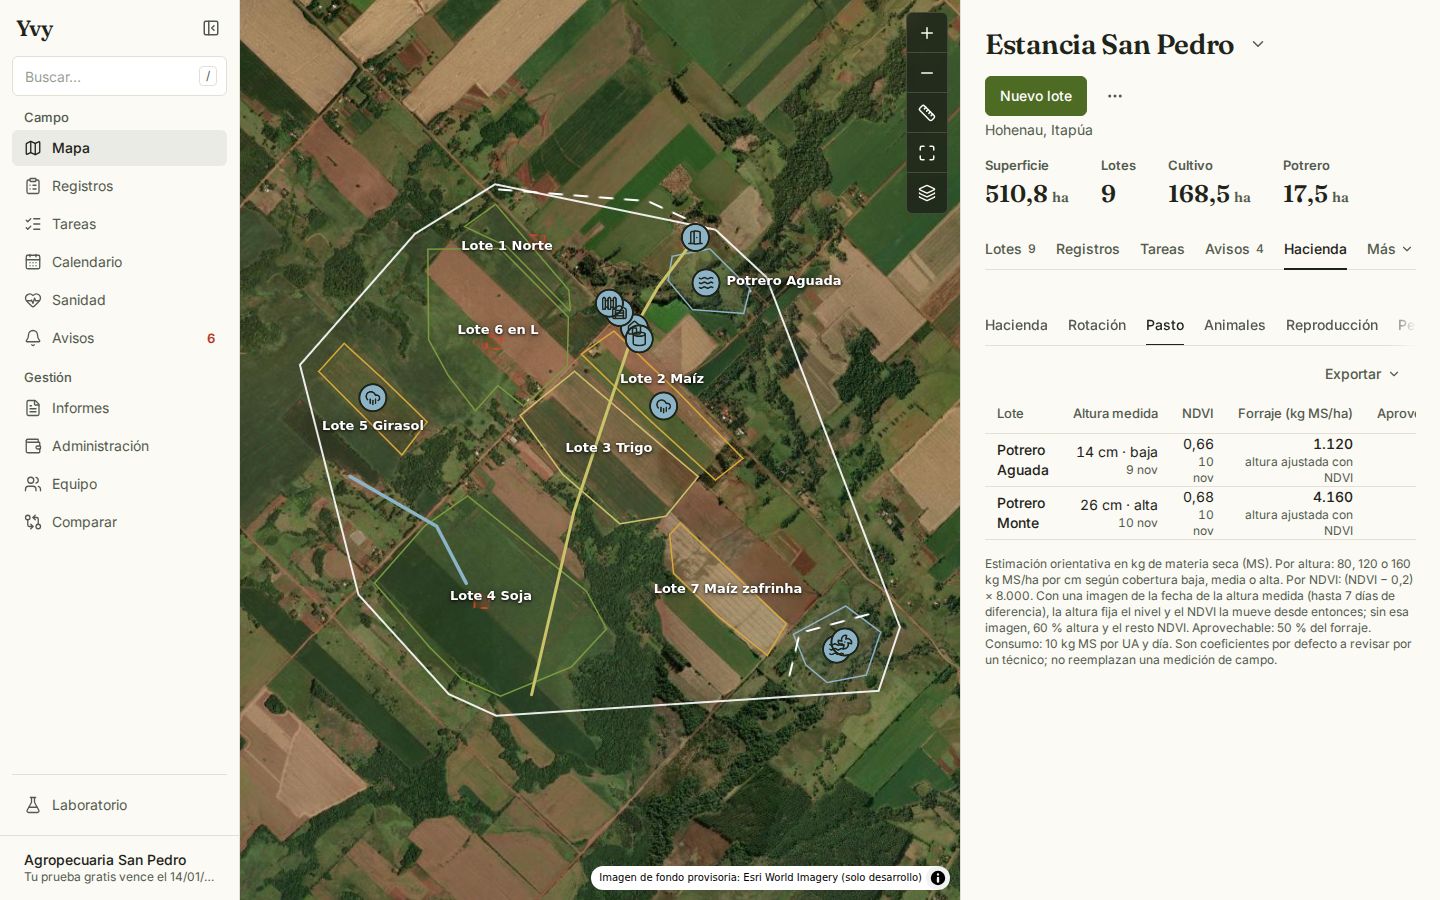 Yvy
Buscar...
/
Campo
Mapa
Registros
Tareas
Calendario
Sanidad
Avisos 6
Gestión
Informes
Administración
Equipo
Comparar
Laboratorio
Agropecuaria San Pedro
Tu prueba gratis vence el 14/01/...
Lote 1 Norte
Potrero Aguada
Lote 6 en L
Lote 2 Maíz
Lote 5 Girasol
Lote 3 Trigo
Lote 4 Soja
Lote 7 Maíz zafrinha
Imagen de fondo provisoria: Esri World Imagery (solo desarrollo)
Estancia San Pedro
Nuevo lote
Hohenau, Itapúa
Superficie Lotes Cultivo Potrero
510,8 ha 9 168,5 ha 17,5 ha
Lotes 9 Registros Tareas Avisos 4 Hacienda Más
Hacienda Rotación Pasto Animales Reproducción Pe
Exportar
Lote Altura medida NDVI Forraje (kg MS/ha) Aprove
Potrero Aguada 14 cm · baja 9 nov 0,66 10 nov 1.120 altura ajustada con NDVI
Potrero Monte 26 cm · alta 10 nov 0,68 10 nov 4.160 altura ajustada con NDVI
Estimación orientativa en kg de materia seca (MS). Por altura: 80, 120 o 160
kg MS/ha por cm según cobertura baja, media o alta. Por NDVI: (NDVI − 0,2)
× 8.000. Con una imagen de la fecha de la altura medida (hasta 7 días de
diferencia), la altura fija el nivel y el NDVI la mueve desde entonces; sin esa
imagen, 60 % altura y el resto NDVI. Aprovechable: 50 % del forraje.
Consumo: 10 kg MS por UA y día. Son coeficientes por defecto a revisar por
un técnico; no reemplazan una medición de campo.